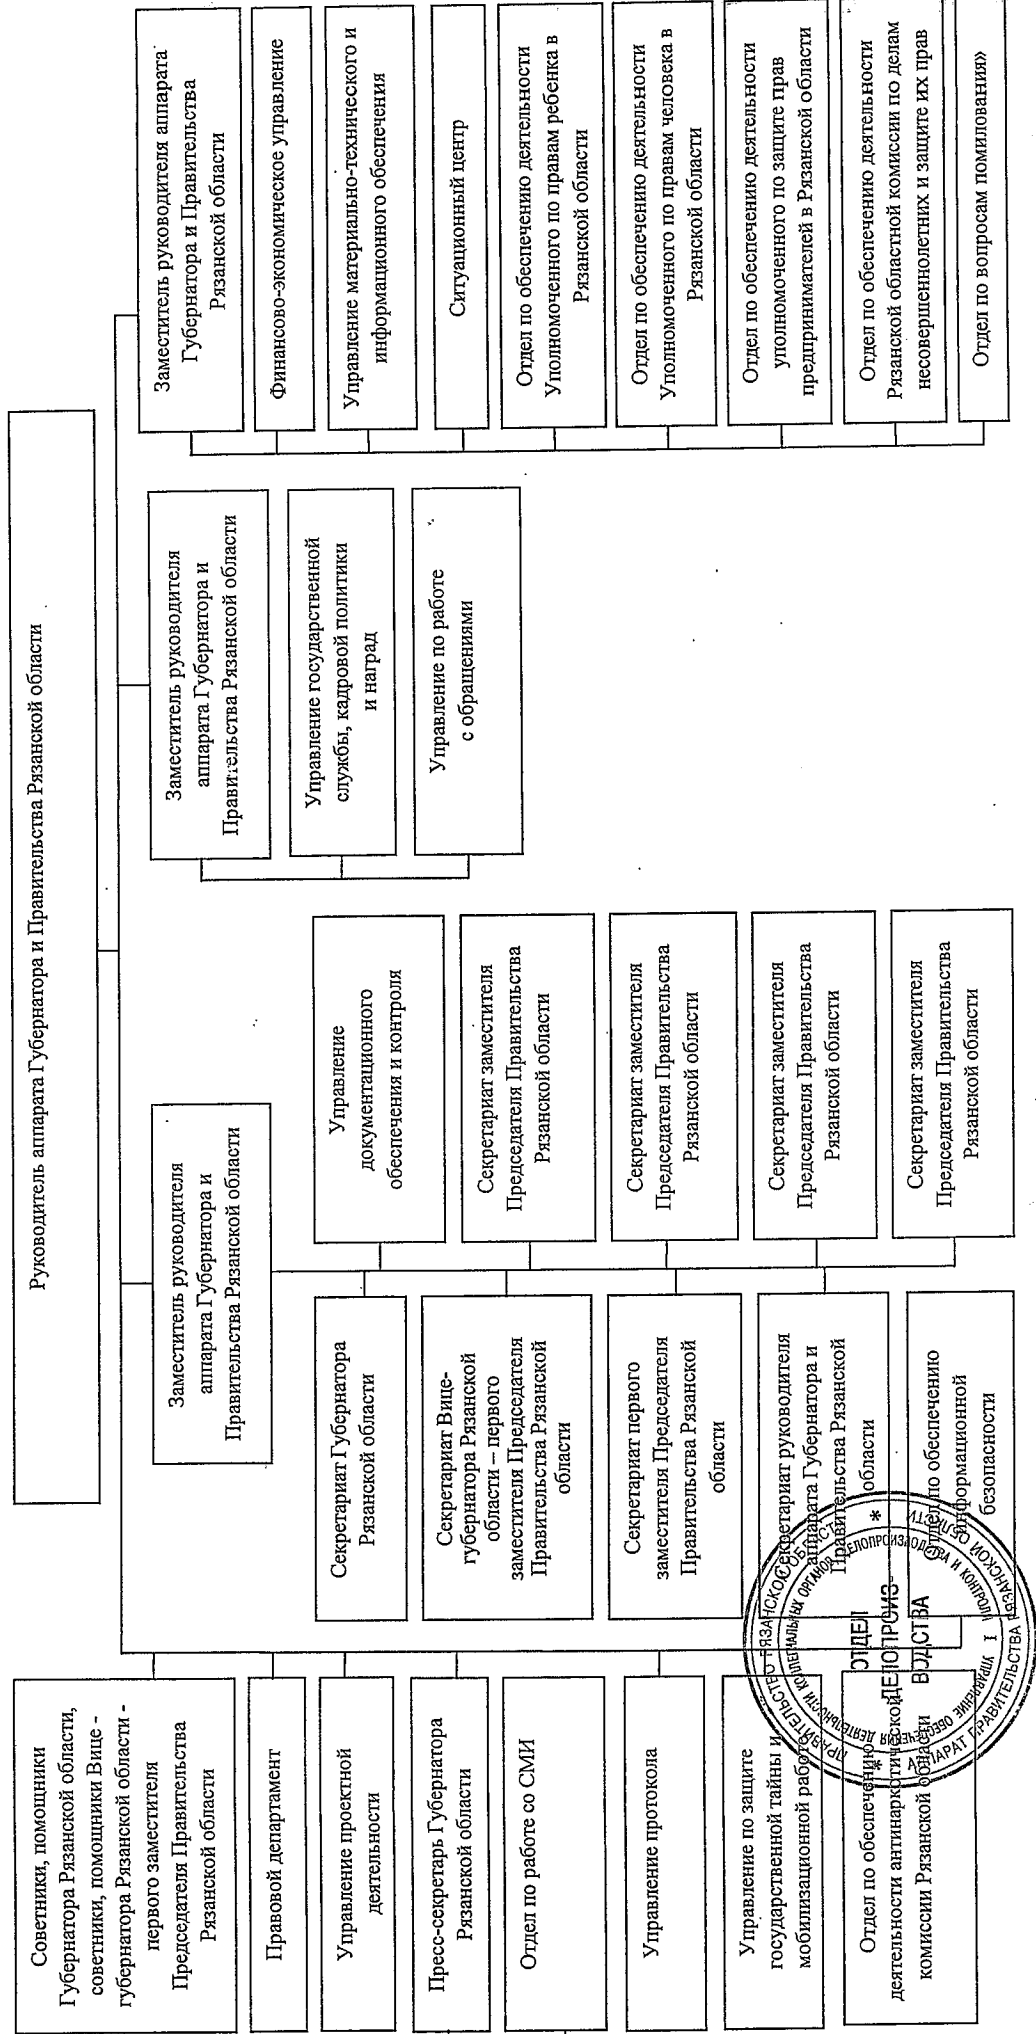 Руководитель аппарата Губернатора и Правительства Рязанской области
Советники, помощники
Губернатора Рязанской области,
советники, помощники Вице -
губернатора Рязанской области -
первого заместителя
Председателя Правительства
Рязанской области
Правовой департамент
Управление проектной
деятельности
Пресс-секретарь Губернатора
Рязанской области
Отдел по работе со СМИ
Управление протокола
Управление по защите
государственной тайны и
мобилизационной работе
Отдел по обеспечению
деятельности антинаркотической
комиссии Рязанской области
Заместитель руководителя
аппарата Губернатора и
Правительства Рязанской области
Секретариат Губернатора
Рязанской области
Секретариат Вице-
губернатора Рязанской
области – первого
заместителя Председателя
Правительства Рязанской
области
Секретариат первого
заместителя Председателя
Правительства Рязанской
области
Секретариат руководителя
аппарата Губернатора и
Правительства Рязанской
области
Отдел по обеспечению
информационной
безопасности
Управление
документационного
обеспечения и контроля
Секретариат заместителя
Председателя Правительства
Рязанской области
Секретариат заместителя
Председателя Правительства
Рязанской области
Секретариат заместителя
Председателя Правительства
Рязанской области
Секретариат заместителя
Председателя Правительства
Рязанской области
Заместитель руководителя
аппарата Губернатора и
Правительства Рязанской области
Управление государственной
службы, кадровой политики
и наград
Управление по работе
с обращениями
Заместитель руководителя аппарата
Губернатора и Правительства
Рязанской области
Финансово-экономическое управление
Управление материально-технического и
информационного обеспечения
Ситуационный центр
Отдел по обеспечению деятельности
Уполномоченного по правам ребенка в
Рязанской области
Отдел по обеспечению деятельности
Уполномоченного по правам человека в
Рязанской области
Отдел по обеспечению деятельности
уполномоченного по защите прав
предпринимателей в Рязанской области
Отдел по обеспечению деятельности
Рязанской областной комиссии по делам
несовершеннолетних и защите их прав
Отдел по вопросам помилования»
ОТДЕЛ
ДЕЛОПРОИЗ-
ВОДСТВА
АППАРАТ ПРАВИТЕЛЬСТВА РЯЗАНСКОЙ ОБЛАСТИ
* ПРАВИТЕЛЬСТВО РЯЗАНСКОЙ ОБЛАСТИ *